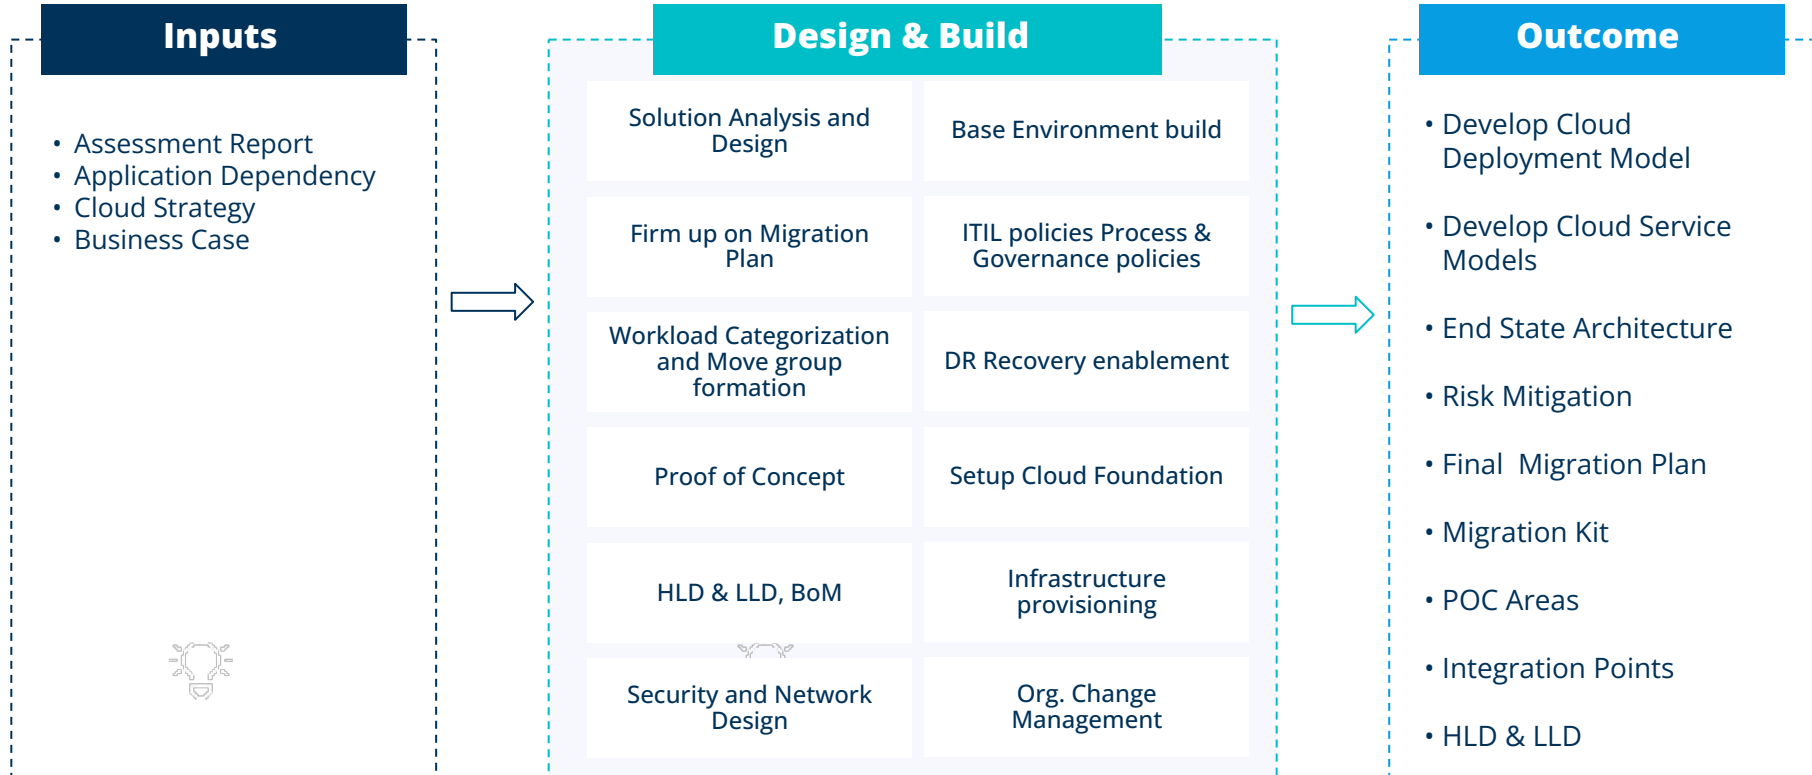 Inputs
• Assessment Report
• Application Dependency
• Cloud Strategy
• Business Case
Design & Build
Solution Analysis and
Design
Base Environment build
Firm up on Migration
Plan
ITIL policies Process &
Governance policies
Workload Categorization
and Move group
formation
DR Recovery enablement
Proof of Concept
Setup Cloud Foundation
HLD & LLD, BoM
Infrastructure
provisioning
Security and Network
Design
Org. Change
Management
Outcome
• Develop Cloud
Deployment Model
• Develop Cloud Service
Models
• End State Architecture
• Risk Mitigation
• Final  Migration Plan
• Migration Kit
• POC Areas
• Integration Points
• HLD & LLD